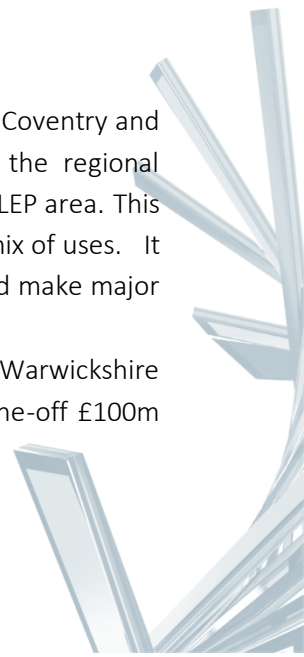 Coventry and
the regional
LEP area. This
mix of uses. It
d make major
Warwickshire
ne-off £100m